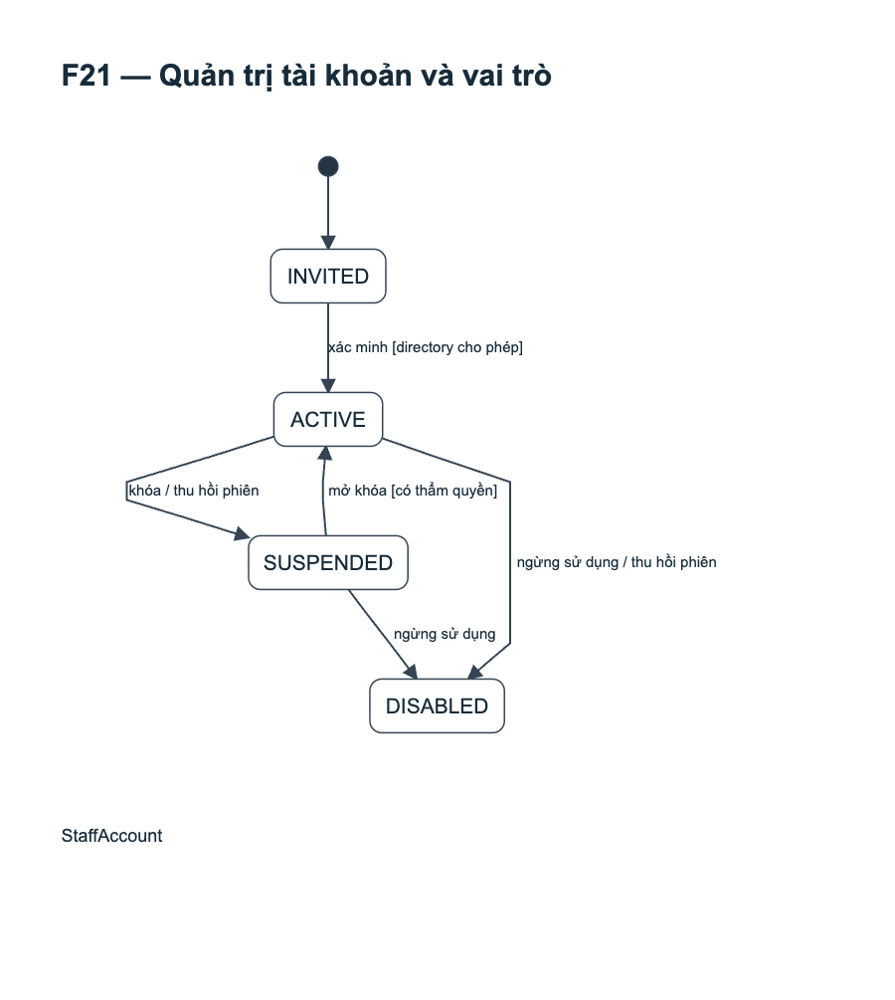 F21 — Quản trị tài khoản và vai trò
INVITED
xác minh [directory cho phép]
ACTIVE
khóa / thu hồi phiên
mở khóa [có thẩm quyền]
SUSPENDED
ngừng sử dụng / thu hồi phiên
ngừng sử dụng
DISABLED
StaffAccount